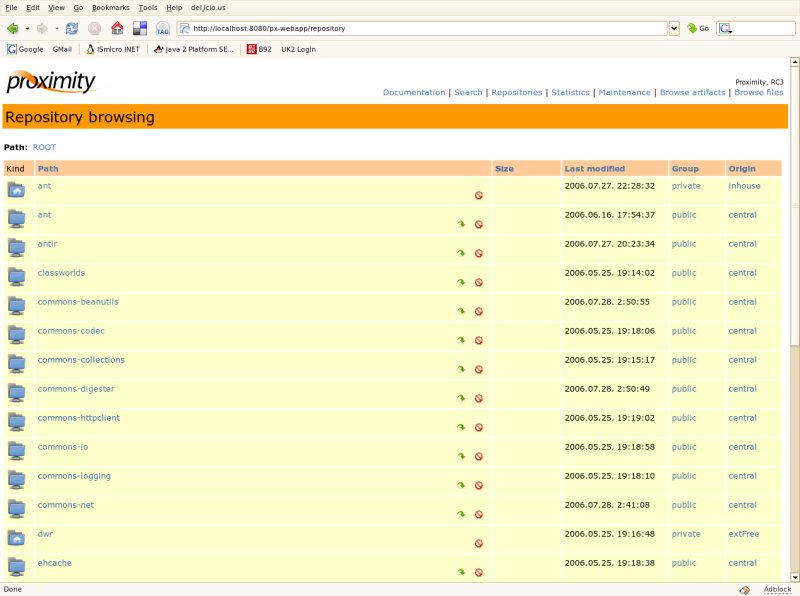 File Edit View Go Bookmarks Tools Help del.icio.us
TAG http://localhost:8080/px-webapp/repository Go G
Google GMail ISmicro INET Java 2 Platform SE... B92 UK2 Login
proximity
Proximity, RC3
Documentation | Search | Repositories | Statistics | Maintenance | Browse artifacts | Browse files
Repository browsing
Path: ROOT
Kind Path Size Last modified Group Origin
ant 2006.07.27. 22:28:32 private inhouse
ant 2006.06.16. 17:54:37 public central
antlr 2006.07.27. 20:23:34 public central
classworlds 2006.05.25. 19:14:02 public central
commons-beanutils 2006.07.28. 2:50:55 public central
commons-codec 2006.05.25. 19:18:06 public central
commons-collections 2006.05.25. 19:15:17 public central
commons-digester 2006.07.28. 2:50:49 public central
commons-httpclient 2006.05.25. 19:19:02 public central
commons-io 2006.05.25. 19:18:58 public central
commons-logging 2006.05.25. 19:18:10 public central
commons-net 2006.07.28. 2:41:08 public central
dwr 2006.05.25. 19:16:48 private extFree
ehcache 2006.05.25. 19:18:38 public central
Done Adblock